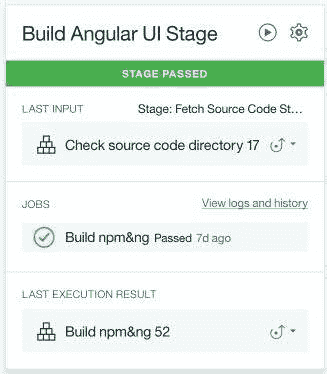 Build Angular UI Stage
STAGE PASSED
LAST INPUT Stage: Fetch Source Code St...
Check source code directory 17
JOBS View logs and history
Build npm&ng Passed 7d ago
LAST EXECUTION RESULT
Build npm&ng 52